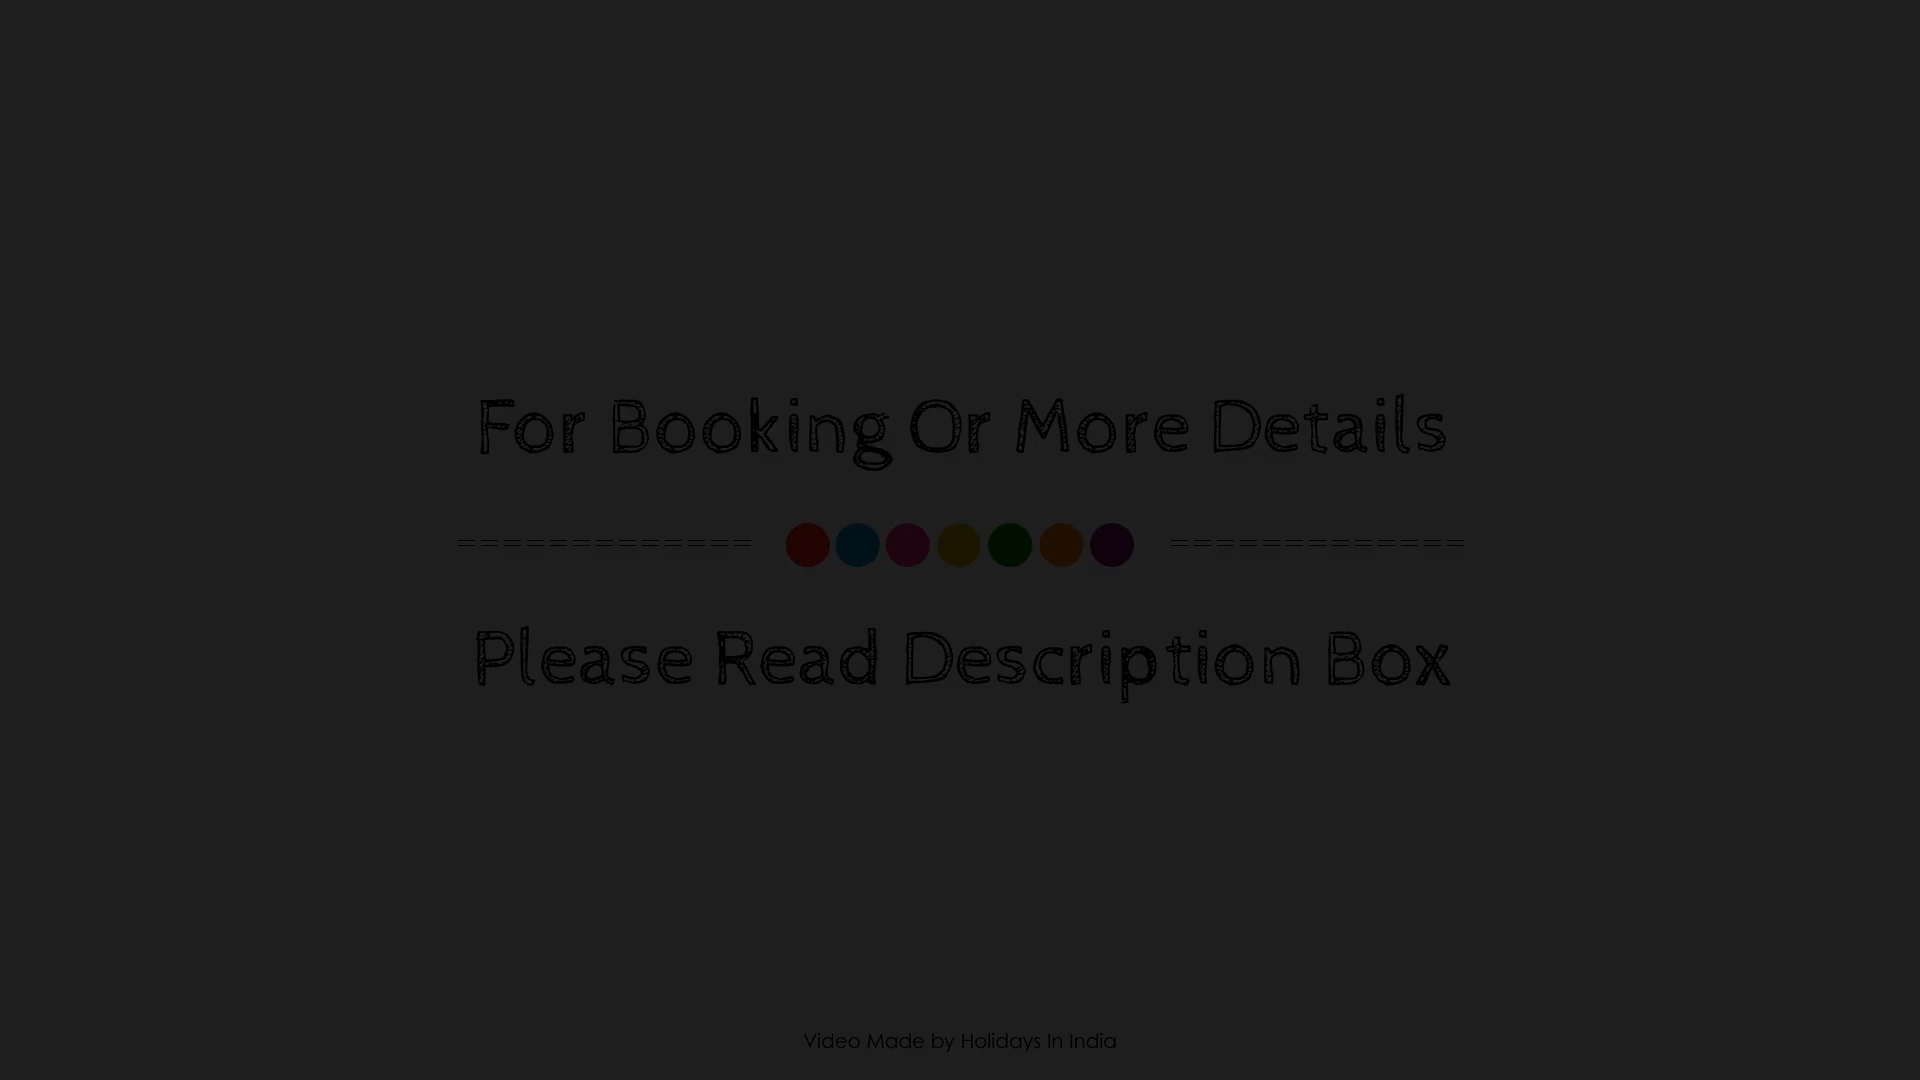 For Booking Or More Details
============= =============
Please Read Description Box
Video Made by Holidays In India